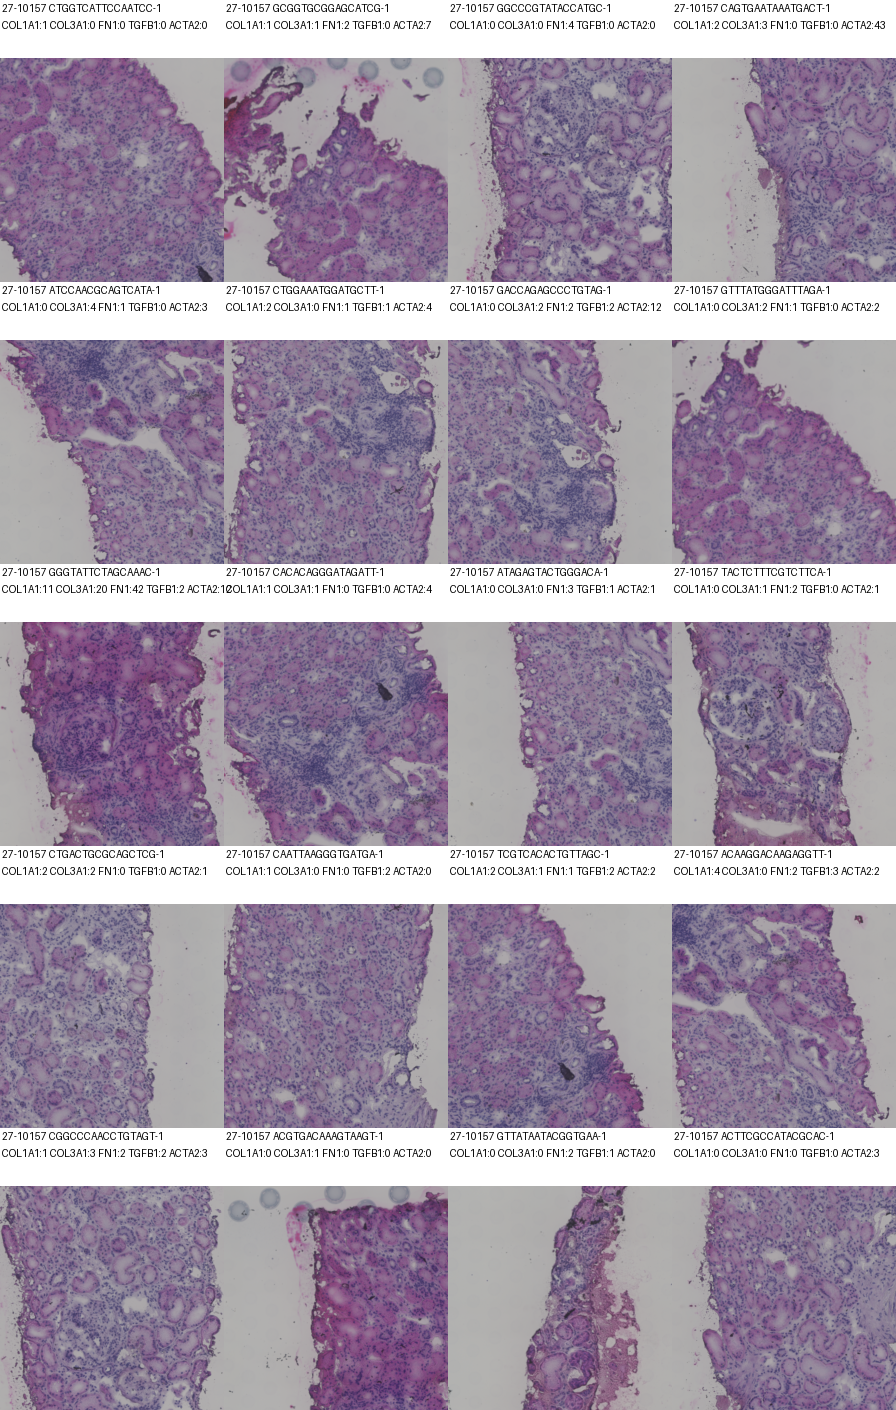 27-10157 CTGGTCATTCCAATCC-1
COL1A1:1 COL3A1:0 FN1:0 TGFB1:0 ACTA2:0
27-10157 GCGGTGCGGAGCATCG-1
COL1A1:1 COL3A1:1 FN1:2 TGFB1:0 ACTA2:7
27-10157 GGCCCGTATACCATGC-1
COL1A1:0 COL3A1:0 FN1:4 TGFB1:0 ACTA2:0
27-10157 CAGTGAATAAATGACT-1
COL1A1:2 COL3A1:3 FN1:0 TGFB1:0 ACTA2:43
27-10157 ATCCAACGCAGTCATA-1
COL1A1:0 COL3A1:4 FN1:1 TGFB1:0 ACTA2:3
27-10157 CTGGAAATGGATGCTT-1
COL1A1:2 COL3A1:0 FN1:1 TGFB1:1 ACTA2:4
27-10157 GACCAGAGCCCTGTAG-1
COL1A1:0 COL3A1:2 FN1:2 TGFB1:2 ACTA2:12
27-10157 GTTTATGGGATTTAGA-1
COL1A1:0 COL3A1:2 FN1:1 TGFB1:0 ACTA2:2
27-10157 GGGTATTCTAGCAAAC-1
COL1A1:11 COL3A1:20 FN1:42 TGFB1:2
27-10157 CACACAGGGATAGATT-1
COL1A1:1 COL3A1:1 FN1:0 TGFB1:0 ACTA2:4
27-10157 ATAGAGTACTGGGACA-1
COL1A1:0 COL3A1:0 FN1:3 TGFB1:1 ACTA2:1
27-10157 TACTCTTTCGTCTTCA-1
COL1A1:0 COL3A1:1 FN1:2 TGFB1:0 ACTA2:1
27-10157 CTGACTGCGCAGCTCG-1
COL1A1:2 COL3A1:2 FN1:0 TGFB1:0 ACTA2:1
27-10157 CAATTAAGGGTGATGA-1
COL1A1:1 COL3A1:0 FN1:0 TGFB1:2 ACTA2:0
27-10157 TCGTCACACTGTTAGC-1
COL1A1:2 COL3A1:1 FN1:1 TGFB1:2 ACTA2:2
27-10157 ACAAGGACAAGAGGTT-1
COL1A1:4 COL3A1:0 FN1:2 TGFB1:3 ACTA2:2
27-10157 CGGCCCAACCTGTAGT-1
COL1A1:1 COL3A1:3 FN1:2 TGFB1:2 ACTA2:3
27-10157 ACGTGACAAAGTAAGT-1
COL1A1:0 COL3A1:1 FN1:0 TGFB1:0 ACTA2:0
27-10157 GTTATAATACGGTGAA-1
COL1A1:0 COL3A1:0 FN1:2 TGFB1:1 ACTA2:0
27-10157 ACTTCGCCATACGCAC-1
COL1A1:0 COL3A1:0 FN1:0 TGFB1:0 ACTA2:3